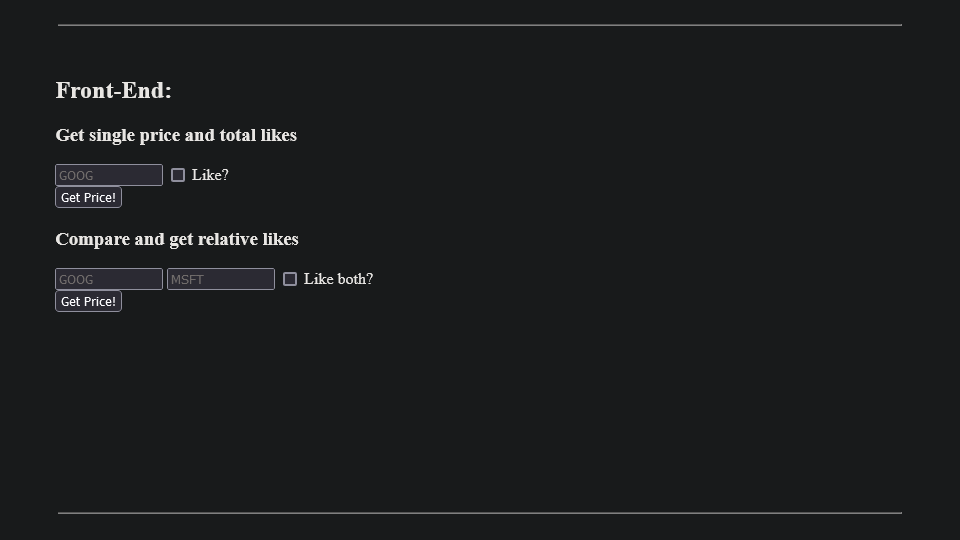 Front-End:
Get single price and total likes
GOOG Like?
Get Price!
Compare and get relative likes
GOOG MSFT Like both?
Get Price!